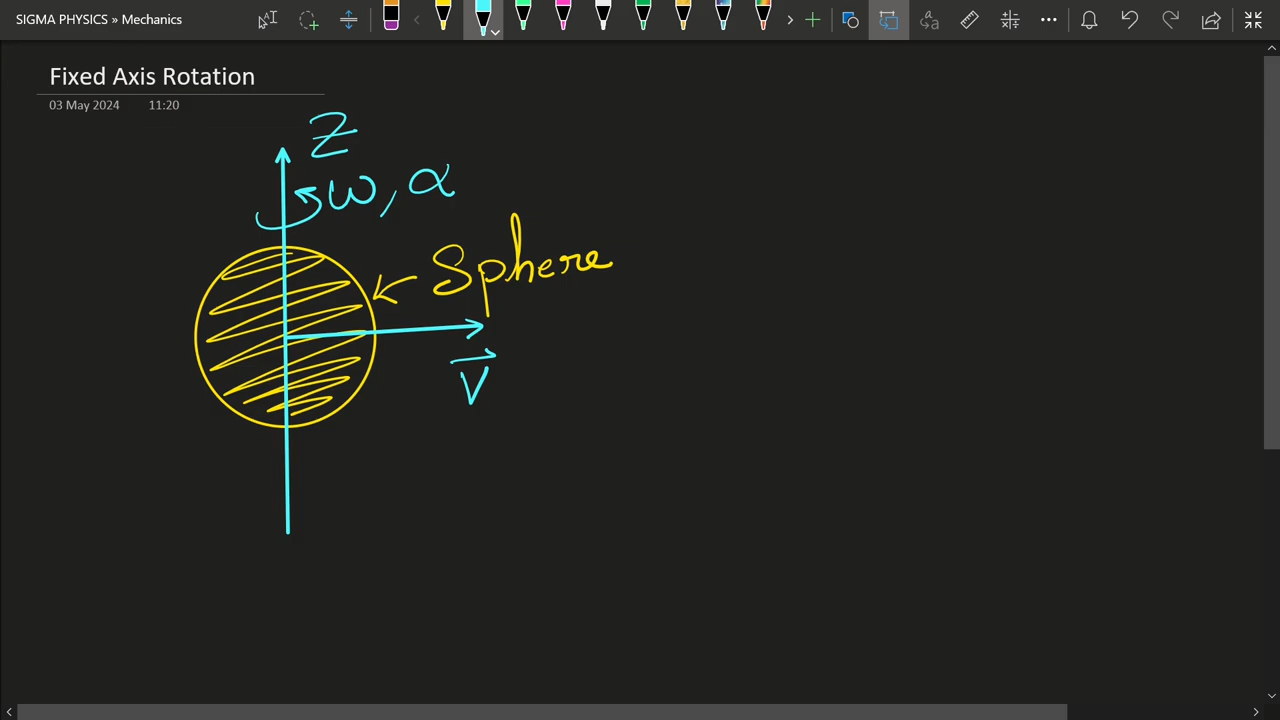 SIGMA PHYSICS » Mechanics
Fixed Axis Rotation
03 May 2024 11:20
Z
ω, α
Sphere
V